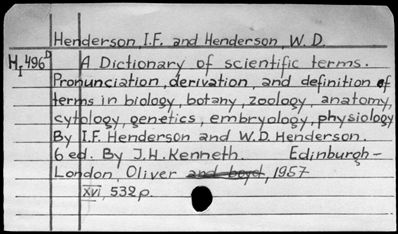 Henderson, I.F. and Henderson, W.D.
H₁496ᴰ A Dictionary of scientific terms.
Pronunciation, derivation, and definition of
terms in biology, botany, zoology, anatomy,
cytology, genetics, embryology, physiology
By I.F. Henderson and W.D. Henderson.
6 ed. By J.H. Kenneth. Edinburgh-
London, Oliver and boyd, 1957
XVI, 532 p.